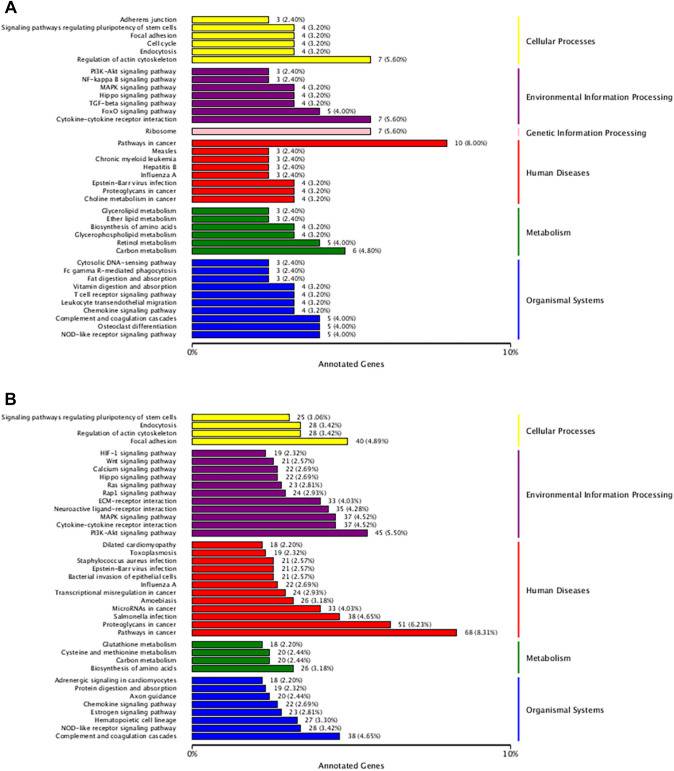 A
Adherens junction 3 (2.40%)
Signaling pathways regulating pluripotency of stem cells 4 (3.20%)
Focal adhesion 4 (3.20%)
Cell cycle 4 (3.20%)
Endocytosis 4 (3.20%)
Regulation of actin cytoskeleton 7 (5.60%)
Cellular Processes
PI3K-Akt signaling pathway 3 (2.40%)
NF-kappa B signaling pathway 3 (2.40%)
MAPK signaling pathway 4 (3.20%)
Hippo signaling pathway 4 (3.20%)
TGF-beta signaling pathway 4 (3.20%)
FoxO signaling pathway 5 (4.00%)
Cytokine-cytokine receptor interaction 7 (5.60%)
Environmental Information Processing
Ribosome 7 (5.60%)
Genetic Information Processing
Pathways in cancer 10 (8.00%)
Measles 3 (2.40%)
Chronic myeloid leukemia 3 (2.40%)
Hepatitis B 3 (2.40%)
Influenza A 3 (2.40%)
Epstein-Barr virus infection 4 (3.20%)
Proteoglycans in cancer 4 (3.20%)
Choline metabolism in cancer 4 (3.20%)
Human Diseases
Glycerolipid metabolism 3 (2.40%)
Ether lipid metabolism 3 (2.40%)
Biosynthesis of amino acids 4 (3.20%)
Glycerophospholipid metabolism 4 (3.20%)
Retinol metabolism 5 (4.00%)
Carbon metabolism 6 (4.80%)
Metabolism
Cytosolic DNA-sensing pathway 3 (2.40%)
Fc gamma R-mediated phagocytosis 3 (2.40%)
Fat digestion and absorption 3 (2.40%)
Vitamin digestion and absorption 4 (3.20%)
T cell receptor signaling pathway 4 (3.20%)
Leukocyte transendothelial migration 4 (3.20%)
Chemokine signaling pathway 4 (3.20%)
Complement and coagulation cascades 5 (4.00%)
Osteoclast differentiation 5 (4.00%)
NOD-like receptor signaling pathway 5 (4.00%)
Organismal Systems
0% 10%
Annotated Genes
B
Signaling pathways regulating pluripotency of stem cells 25 (3.06%)
Endocytosis 28 (3.42%)
Regulation of actin cytoskeleton 28 (3.42%)
Focal adhesion 40 (4.89%)
Cellular Processes
HIF-1 signaling pathway 19 (2.32%)
Wnt signaling pathway 21 (2.57%)
Calcium signaling pathway 22 (2.69%)
Hippo signaling pathway 22 (2.69%)
Ras signaling pathway 23 (2.81%)
Rap1 signaling pathway 24 (2.93%)
ECM-receptor interaction 33 (4.03%)
Neuroactive ligand-receptor interaction 35 (4.28%)
MAPK signaling pathway 37 (4.52%)
Cytokine-cytokine receptor interaction 37 (4.52%)
PI3K-Akt signaling pathway 45 (5.50%)
Environmental Information Processing
Dilated cardiomyopathy 18 (2.20%)
Toxoplasmosis 19 (2.32%)
Staphylococcus aureus infection 21 (2.57%)
Epstein-Barr virus infection 21 (2.57%)
Bacterial invasion of epithelial cells 21 (2.57%)
Influenza A 22 (2.69%)
Transcriptional misregulation in cancer 24 (2.93%)
Amoebiasis 26 (3.18%)
MicroRNAs in cancer 33 (4.03%)
Salmonella infection 38 (4.65%)
Proteoglycans in cancer 51 (6.23%)
Pathways in cancer 68 (8.31%)
Human Diseases
Glutathione metabolism 18 (2.20%)
Cysteine and methionine metabolism 20 (2.44%)
Carbon metabolism 20 (2.44%)
Biosynthesis of amino acids 26 (3.18%)
Metabolism
Adrenergic signaling in cardiomyocytes 18 (2.20%)
Protein digestion and absorption 19 (2.32%)
Axon guidance 20 (2.44%)
Chemokine signaling pathway 22 (2.69%)
Estrogen signaling pathway 23 (2.81%)
Hematopoietic cell lineage 27 (3.30%)
NOD-like receptor signaling pathway 28 (3.42%)
Complement and coagulation cascades 38 (4.65%)
Organismal Systems
0% 10%
Annotated Genes